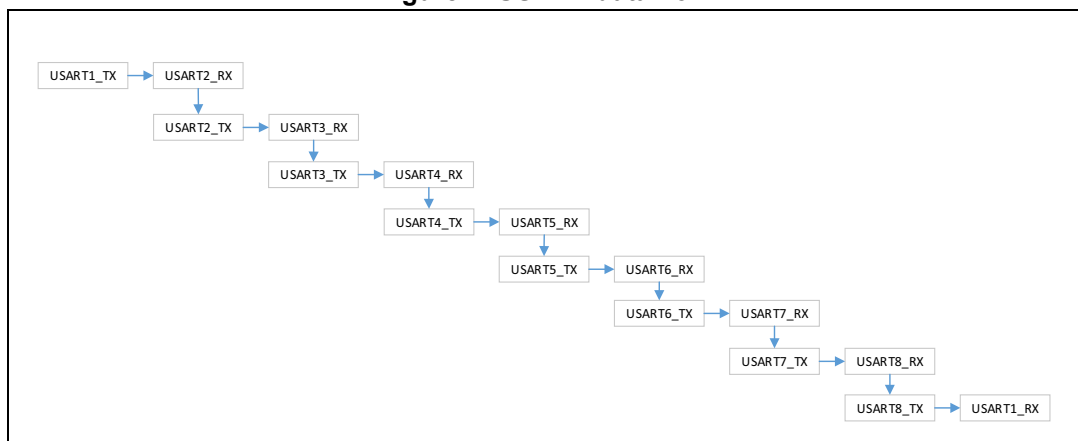 USART1_TX USART2_RX
USART2_TX USART3_RX
USART3_TX USART4_RX
USART4_TX USART5_RX
USART5_TX USART6_RX
USART6_TX USART7_RX
USART7_TX USART8_RX
USART8_TX USART1_RX